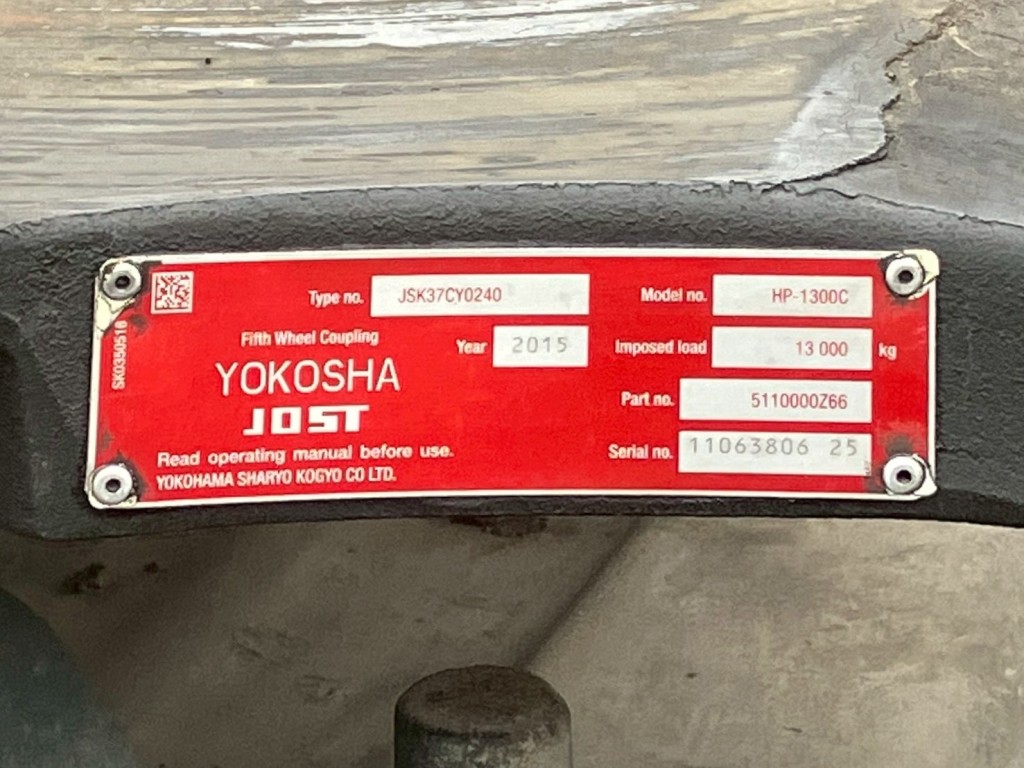 Type no. JSK37CY0240
Model no. HP-1300C
Fifth Wheel Coupling
Year 2015
Imposed load 13 000 kg
YOKOSHA
JOST
Part no. 5110000Z66
Serial no. 11063806 25
Read operating manual before use.
YOKOHAMA SHARYO KOGYO CO LTD.
SK0350516